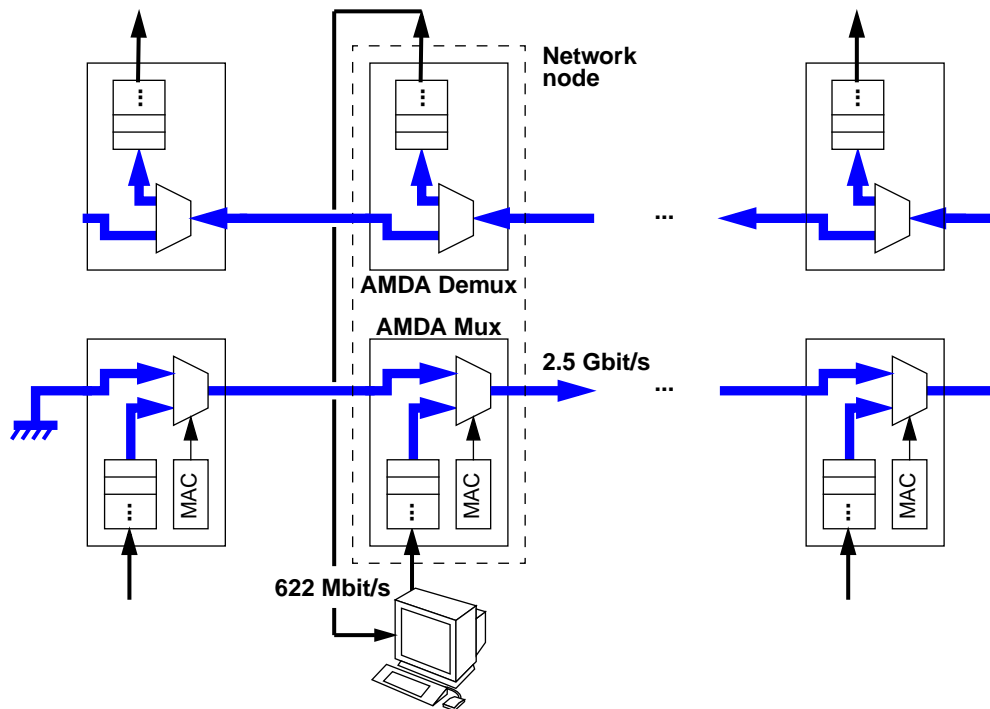 ...
...
...
Network
node
...
AMDA Demux
AMDA Mux
2.5 Gbit/s
...
MAC
...
MAC
...
MAC
...
622 Mbit/s